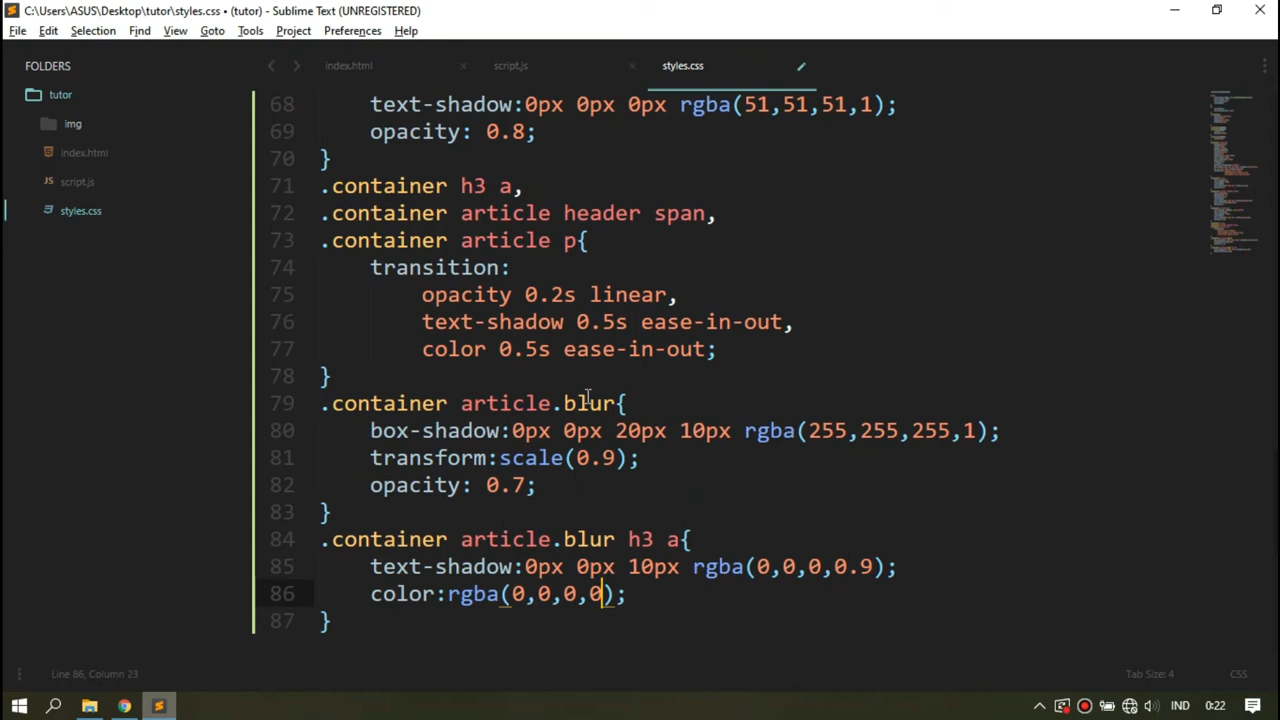 C:\Users\ASUS\Desktop\tutor\styles.css • (tutor) - Sublime Text (UNREGISTERED)
File Edit Selection Find View Goto Tools Project Preferences Help
FOLDERS
tutor
img
index.html
script.js
styles.css
index.html script.js styles.css
68 text-shadow:0px 0px 0px rgba(51,51,51,1);
69 opacity: 0.8;
70 }
71 .container h3 a,
72 .container article header span,
73 .container article p{
74 transition:
75 opacity 0.2s linear,
76 text-shadow 0.5s ease-in-out,
77 color 0.5s ease-in-out;
78 }
79 .container article.blur{
80 box-shadow:0px 0px 20px 10px rgba(255,255,255,1);
81 transform:scale(0.9);
82 opacity: 0.7;
83 }
84 .container article.blur h3 a{
85 text-shadow:0px 0px 10px rgba(0,0,0,0.9);
86 color:rgba(0,0,0,0);
87 }
Line 86, Column 23 Tab Size: 4 CSS
IND 0:22